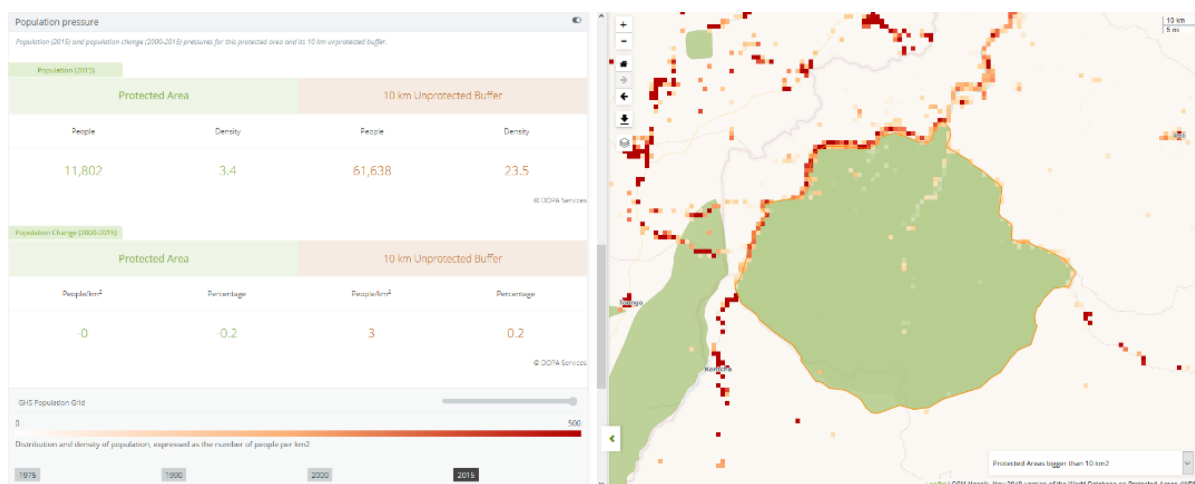 Population pressure
Population (2015) and population change (2000-2015) pressures for this protected area and its 10 km unprotected buffer.
Population (2015)
Protected Area 10 km Unprotected Buffer
People Density People Density
11,802 3.4 61,638 23.5
© DOPA Services
Population Change (2000-2015)
Protected Area 10 km Unprotected Buffer
People/km² Percentage People/km² Percentage
-0 -0.2 3 0.2
© DOPA Services
GHS Population Grid
0 500
Distribution and density of population, expressed as the number of people per km2
1975 1990 2000 2015
+
−
10 km
5 mi
Toungo
Kontcha
Protected Areas bigger than 10 km2